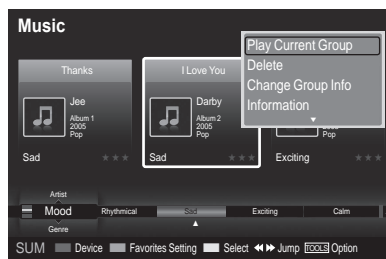 Music
Thanks
I Love You
Play Current Group
Delete
Change Group Info
Information
Jee
Album 1
2005
Pop
Darby
Album 2
2005
Pop
Pop
Sad
Sad
Exciting
Artist
Mood
Rhythmical
Sad
Exciting
Calm
Genre
SUM Device Favorites Setting Select Jump TOOLS Option